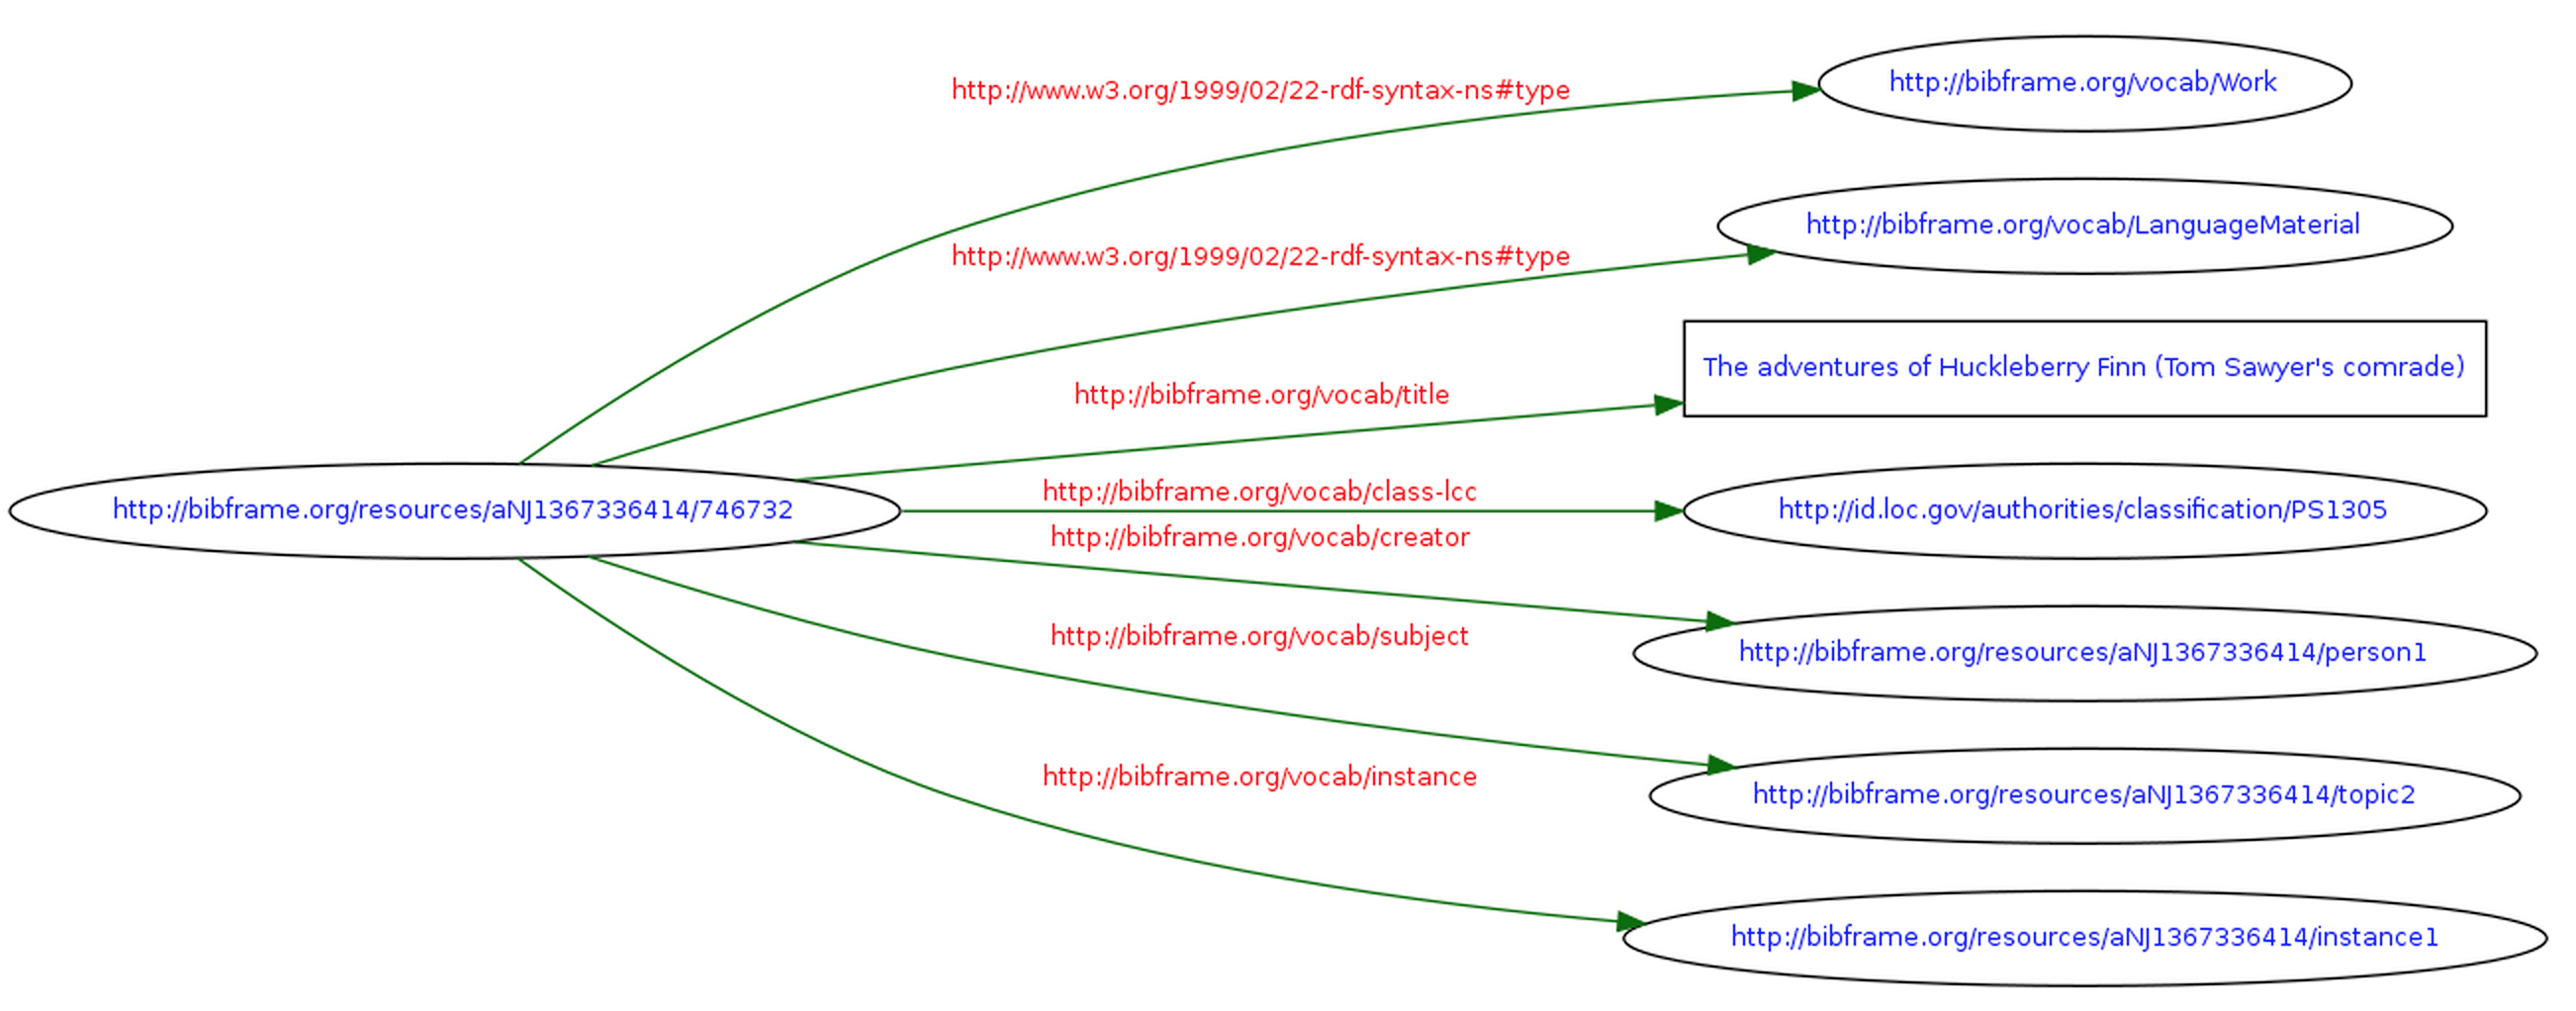 http://www.w3.org/1999/02/22-rdf-syntax-ns#type
http://bibframe.org/vocab/Work
http://www.w3.org/1999/02/22-rdf-syntax-ns#type
http://bibframe.org/vocab/LanguageMaterial
http://bibframe.org/vocab/title
The adventures of Huckleberry Finn (Tom Sawyer's comrade)
http://bibframe.org/resources/aNJ1367336414/746732
http://bibframe.org/vocab/class-lcc
http://id.loc.gov/authorities/classification/PS1305
http://bibframe.org/vocab/creator
http://bibframe.org/resources/aNJ1367336414/person1
http://bibframe.org/vocab/subject
http://bibframe.org/resources/aNJ1367336414/topic2
http://bibframe.org/vocab/instance
http://bibframe.org/resources/aNJ1367336414/instance1